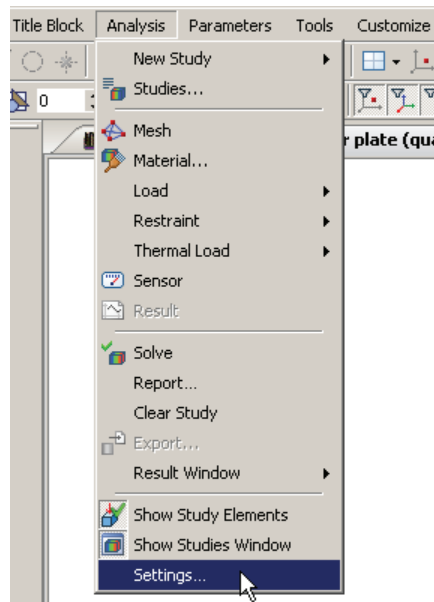 Title Block Analysis Parameters Tools Customize
New Study
0 Studies...
Mesh
r plate (qua
Material...
Load
Restraint
Thermal Load
Sensor
Result
Solve
Report...
Clear Study
Export...
Result Window
Show Study Elements
Show Studies Window
Settings...